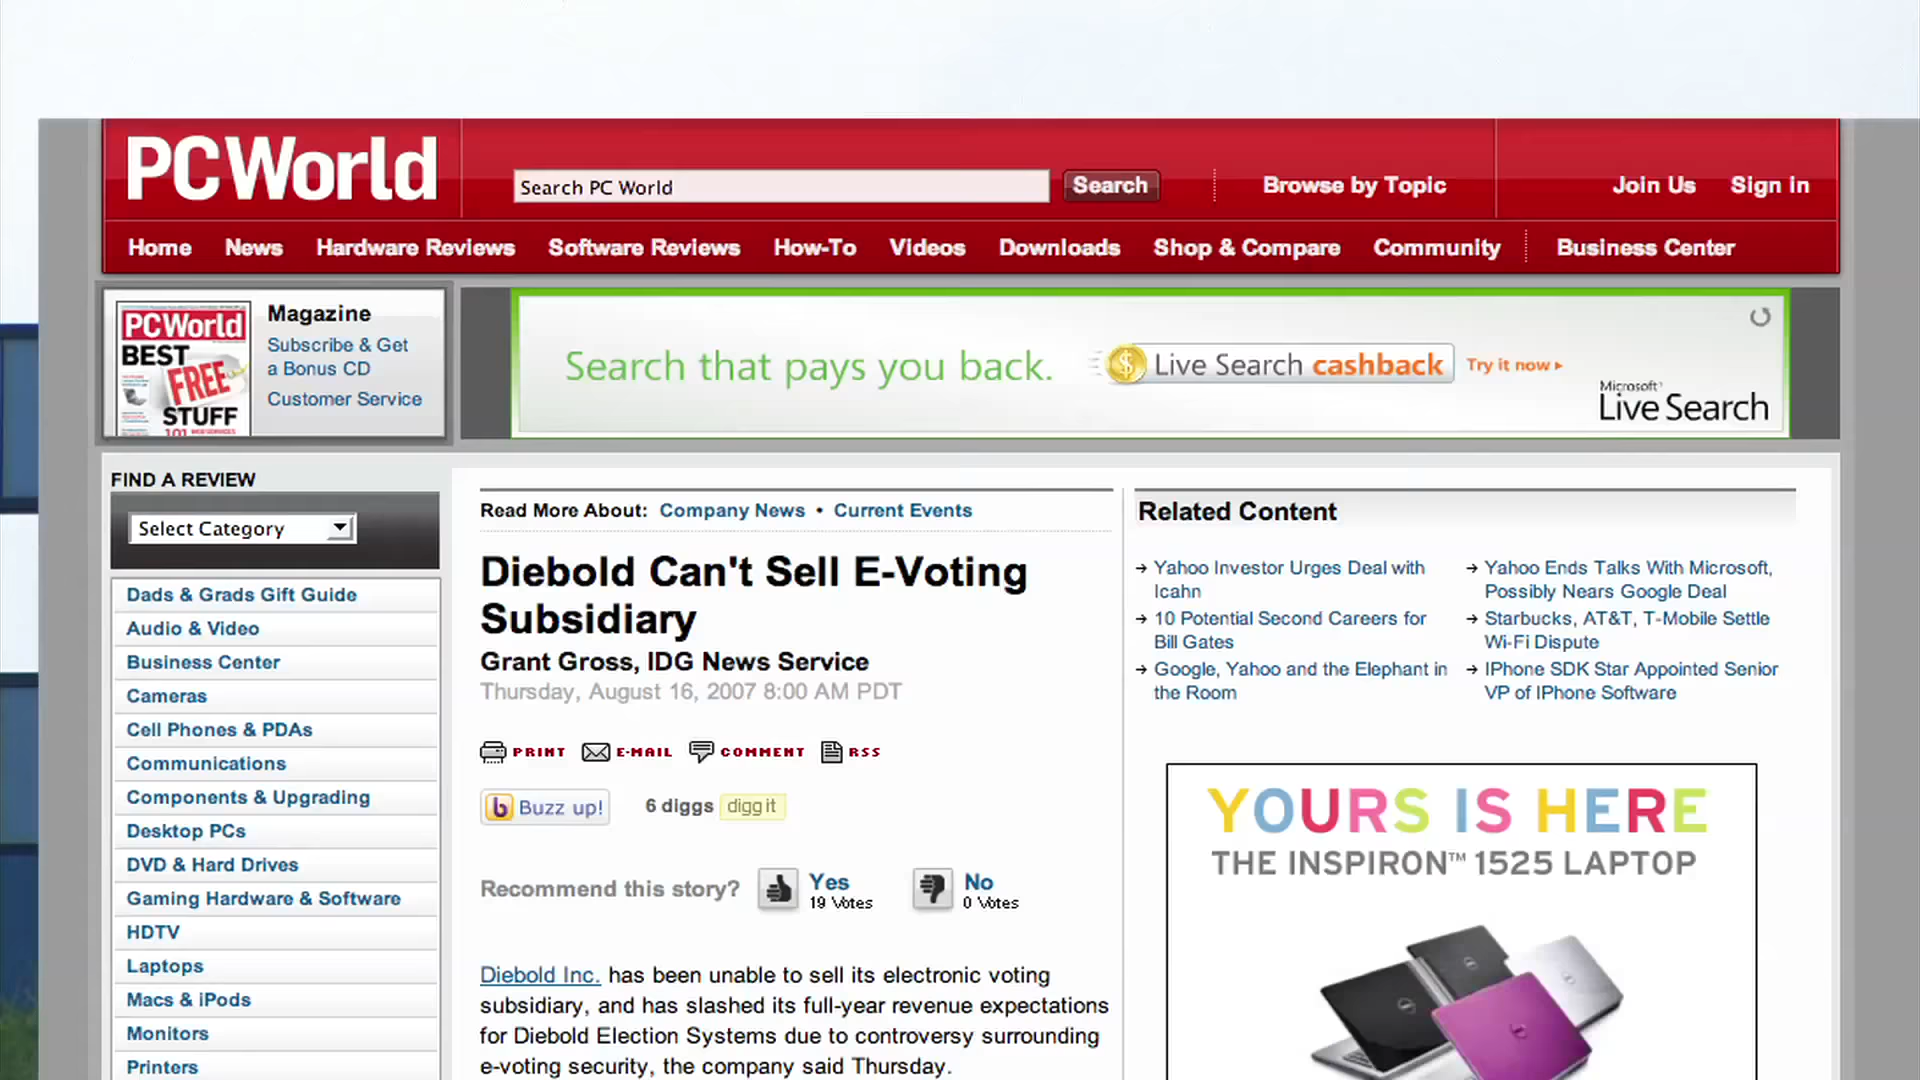 PCWorld
Search PC World
Search
Browse by Topic
Join Us
Sign In
Home
News
Hardware Reviews
Software Reviews
How-To
Videos
Downloads
Shop & Compare
Community
Business Center
PCWorld
BEST
FREE
STUFF
101
Magazine
Subscribe & Get
a Bonus CD
Customer Service
Search that pays you back.
$
Live Search cashback
Try it now
Microsoft
Live Search
FIND A REVIEW
Select Category
Dads & Grads Gift Guide
Audio & Video
Business Center
Cameras
Cell Phones & PDAs
Communications
Components & Upgrading
Desktop PCs
DVD & Hard Drives
Gaming Hardware & Software
HDTV
Laptops
Macs & iPods
Monitors
Printers
Read More About: Company News • Current Events
Diebold Can't Sell E-Voting
Subsidiary
Grant Gross, IDG News Service
Thursday, August 16, 2007 8:00 AM PDT
PRINT
E-MAIL
COMMENT
RSS
b Buzz up!
6 diggs digg it
Recommend this story?
Yes
19 Votes
No
0 Votes
Diebold Inc. has been unable to sell its electronic voting
subsidiary, and has slashed its full-year revenue expectations
for Diebold Election Systems due to controversy surrounding
e-voting security, the company said Thursday.
Related Content
Yahoo Investor Urges Deal with
Icahn
10 Potential Second Careers for
Bill Gates
Google, Yahoo and the Elephant in
the Room
Yahoo Ends Talks With Microsoft,
Possibly Nears Google Deal
Starbucks, AT&T, T-Mobile Settle
Wi-Fi Dispute
IPhone SDK Star Appointed Senior
VP of IPhone Software
YOURS IS HERE
THE INSPIRON™ 1525 LAPTOP